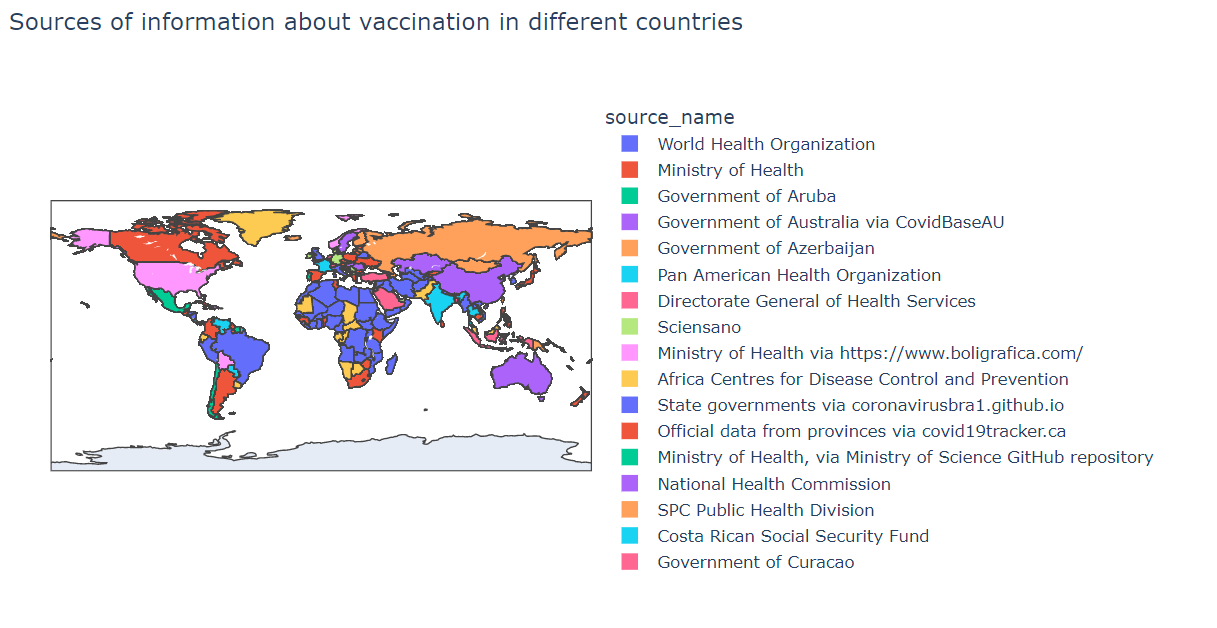 Sources of information about vaccination in different countries
source_name
World Health Organization
Ministry of Health
Government of Aruba
Government of Australia via CovidBaseAU
Government of Azerbaijan
Pan American Health Organization
Directorate General of Health Services
Sciensano
Ministry of Health via https://www.boligrafica.com/
Africa Centres for Disease Control and Prevention
State governments via coronavirusbra1.github.io
Official data from provinces via covid19tracker.ca
Ministry of Health, via Ministry of Science GitHub repository
National Health Commission
SPC Public Health Division
Costa Rican Social Security Fund
Government of Curacao